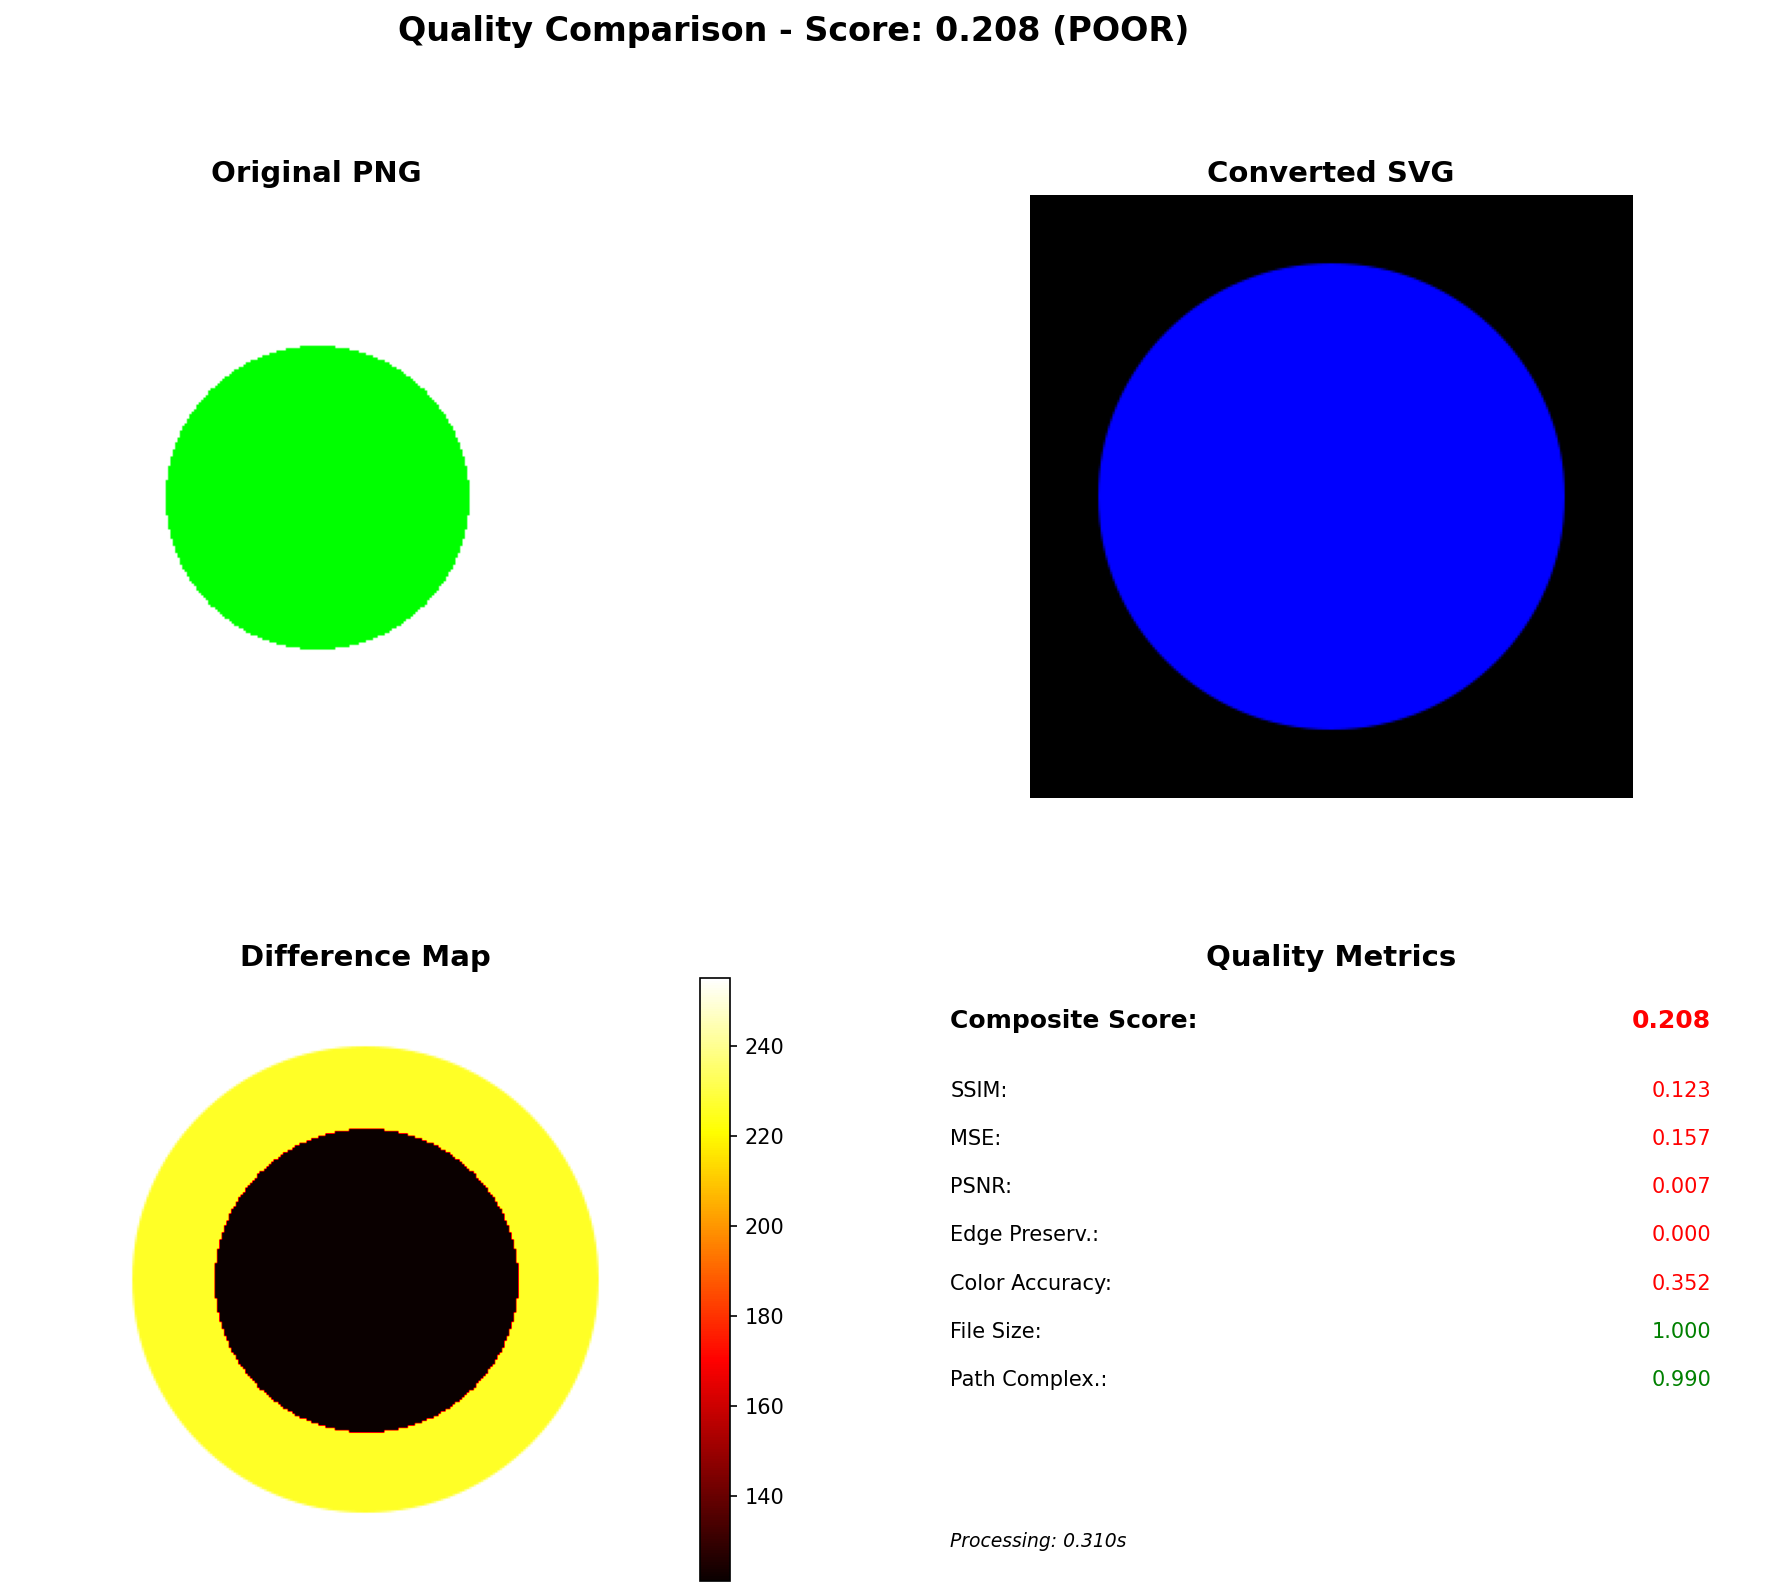 Quality Comparison - Score: 0.208 (POOR)
Original PNG
Converted SVG
Difference Map
240
220
200
180
160
140
Quality Metrics
Composite Score: 0.208
SSIM: 0.123
MSE: 0.157
PSNR: 0.007
Edge Preserv.: 0.000
Color Accuracy: 0.352
File Size: 1.000
Path Complex.: 0.990
Processing: 0.310s